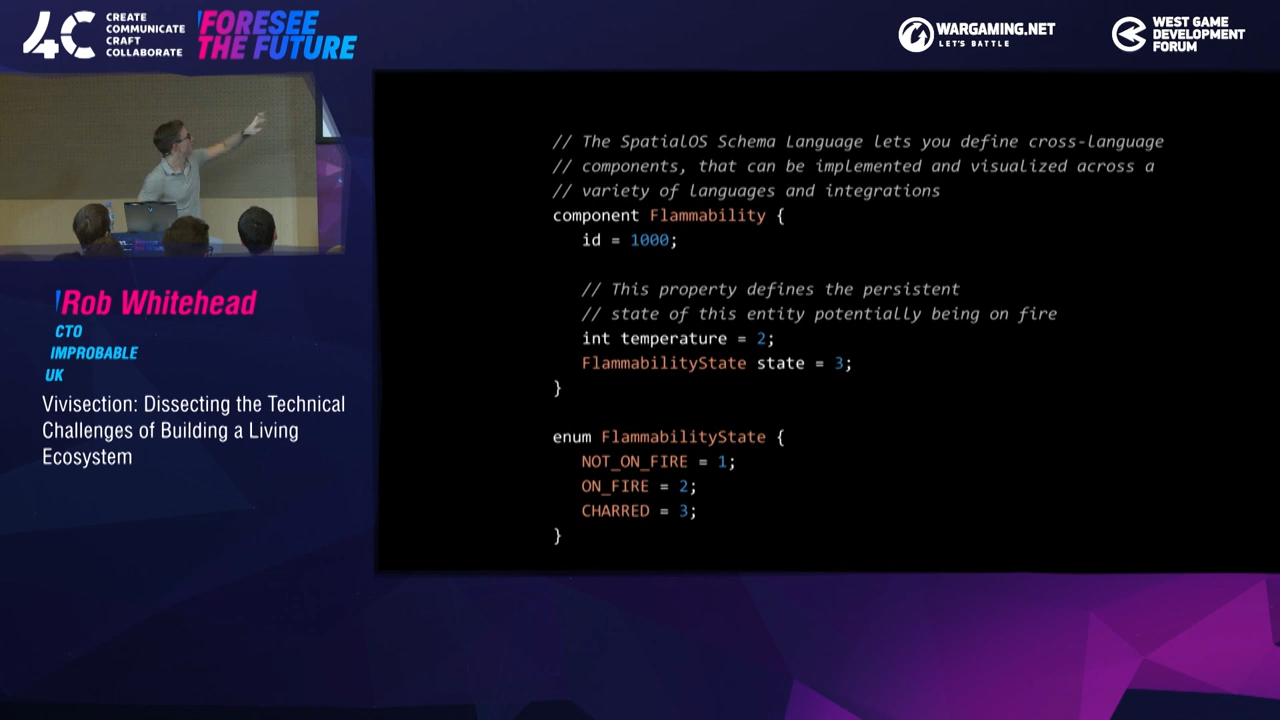 4C
CREATE
COMMUNICATE
CRAFT
COLLABORATE
FORESEE
THE FUTURE
WARGAMING.NET
LET'S BATTLE
WEST GAME
DEVELOPMENT
FORUM
Rob Whitehead
CTO
IMPROBABLE
UK
Vivisection: Dissecting the Technical
Challenges of Building a Living
Ecosystem
// The SpatialOS Schema Language lets you define cross-language
// components, that can be implemented and visualized across a
// variety of languages and integrations
component Flammability {
id = 1000;
// This property defines the persistent
// state of this entity potentially being on fire
int temperature = 2;
FlammabilityState state = 3;
}
enum FlammabilityState {
NOT_ON_FIRE = 1;
ON_FIRE = 2;
CHARRED = 3;
}